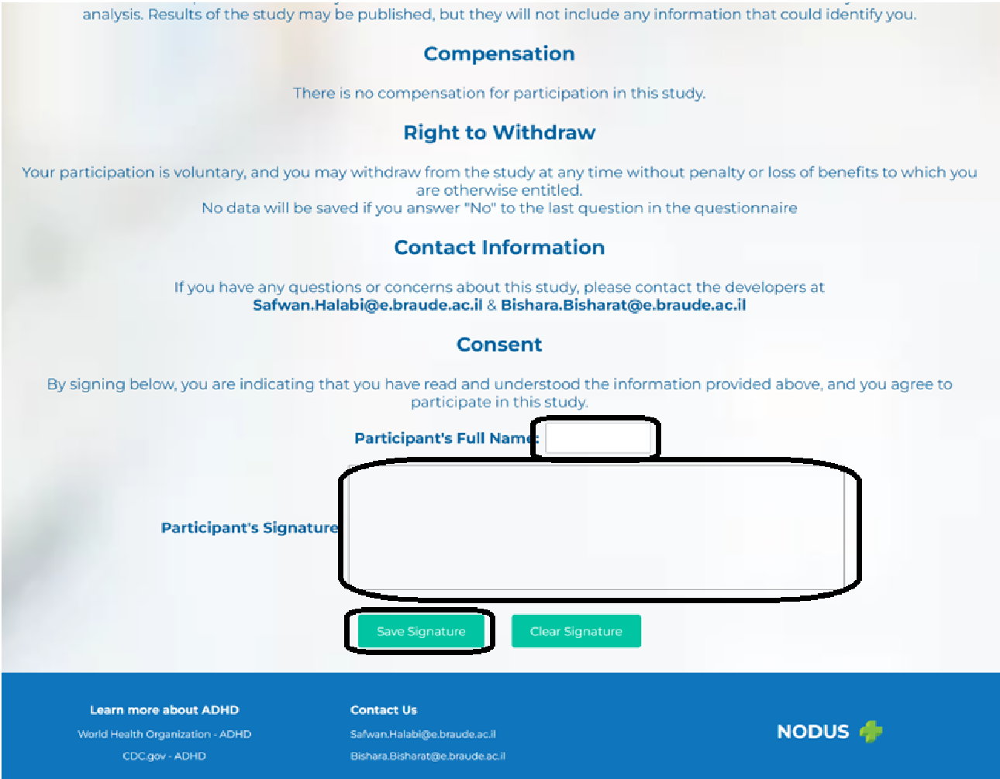 analysis. Results of the study may be published, but they will not include any information that could identify you.
Compensation
There is no compensation for participation in this study.
Right to Withdraw
Your participation is voluntary, and you may withdraw from the study at any time without penalty or loss of benefits to which you
are otherwise entitled.
No data will be saved if you answer "No" to the last question in the questionnaire
Contact Information
If you have any questions or concerns about this study, please contact the developers at
Safwan.Halabi@e.braude.ac.il & Bishara.Bisharat@e.braude.ac.il
Consent
By signing below, you are indicating that you have read and understood the information provided above, and you agree to
participate in this study.
Participant's Full Name:
Participant's Signature
Save Signature
Clear Signature
Learn more about ADHD
World Health Organization - ADHD
CDC.gov - ADHD
Contact Us
Safwan.Halabi@e.braude.ac.il
Bishara.Bisharat@e.braude.ac.il
NODUS